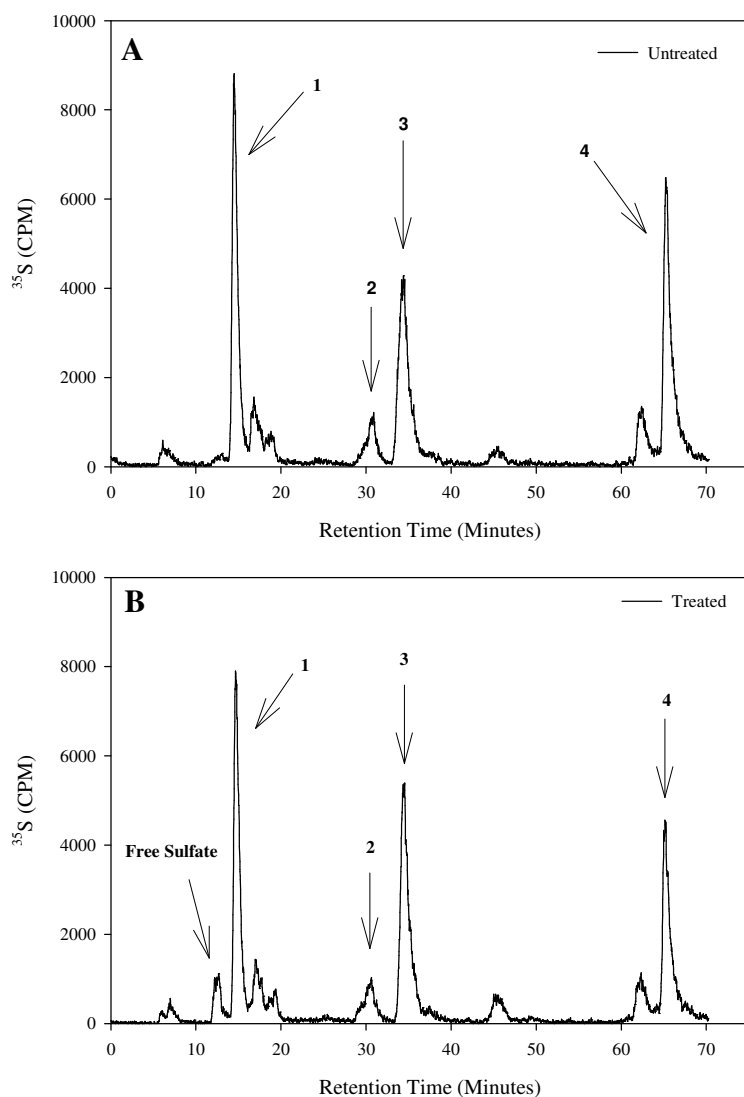 A
Untreated
10000
8000
6000
4000
2000
0
³⁵S (CPM)
1
2
3
4
0 10 20 30 40 50 60 70
Retention Time (Minutes)
B
Treated
10000
8000
6000
4000
2000
0
³⁵S (CPM)
Free Sulfate
1
2
3
4
0 10 20 30 40 50 60 70
Retention Time (Minutes)